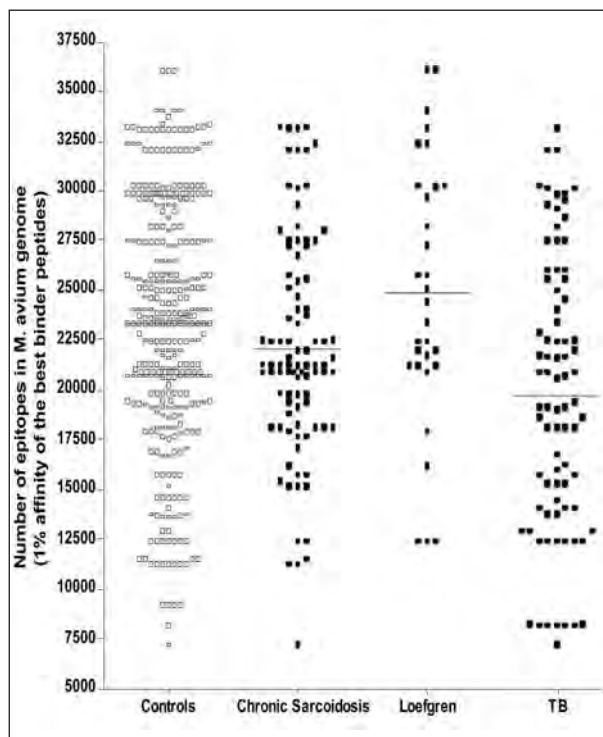 Number of epitopes in M. avium genome
(1% affinity of the best binder peptides)
37500
35000
32500
30000
27500
25000
22500
20000
17500
15000
12500
10000
7500
5000
Controls
Chronic Sarcoidosis
Loefgren
TB